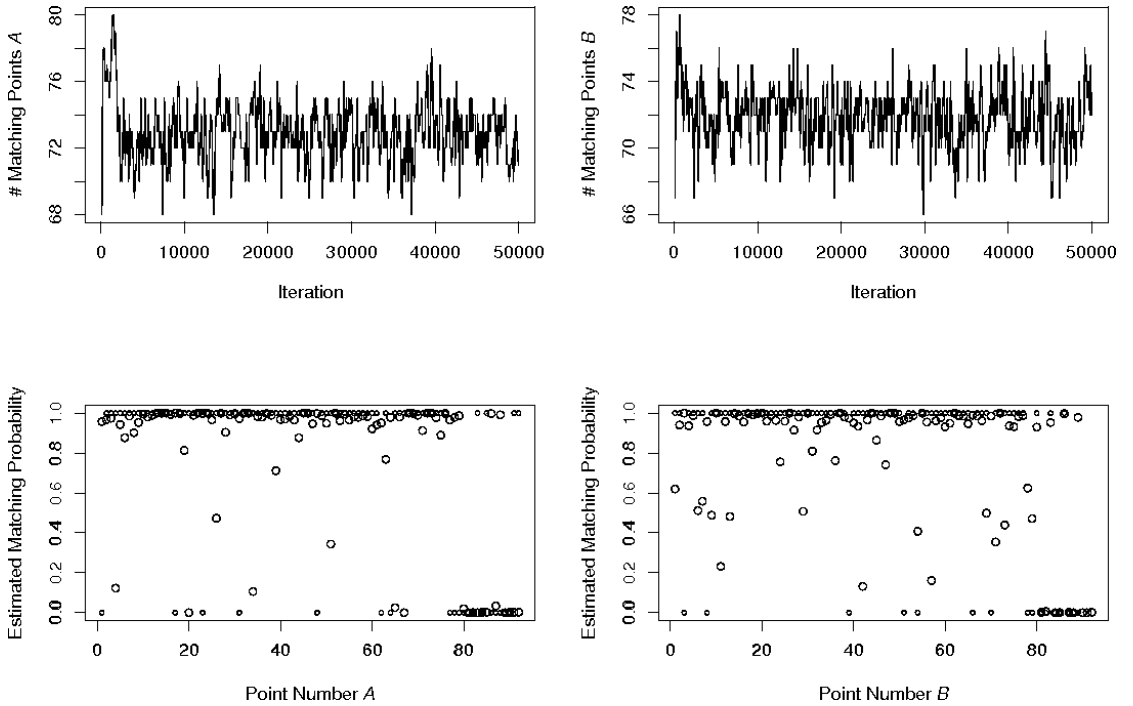 # Matching Points A
80
76
72
68
0 10000 20000 30000 40000 50000
Iteration
# Matching Points B
78
74
70
66
0 10000 20000 30000 40000 50000
Iteration
Estimated Matching Probability
1.0
0.8
0.6
0.4
0.2
0.0
0 20 40 60 80
Point Number A
Estimated Matching Probability
1.0
0.8
0.6
0.4
0.2
0.0
0 20 40 60 80
Point Number B